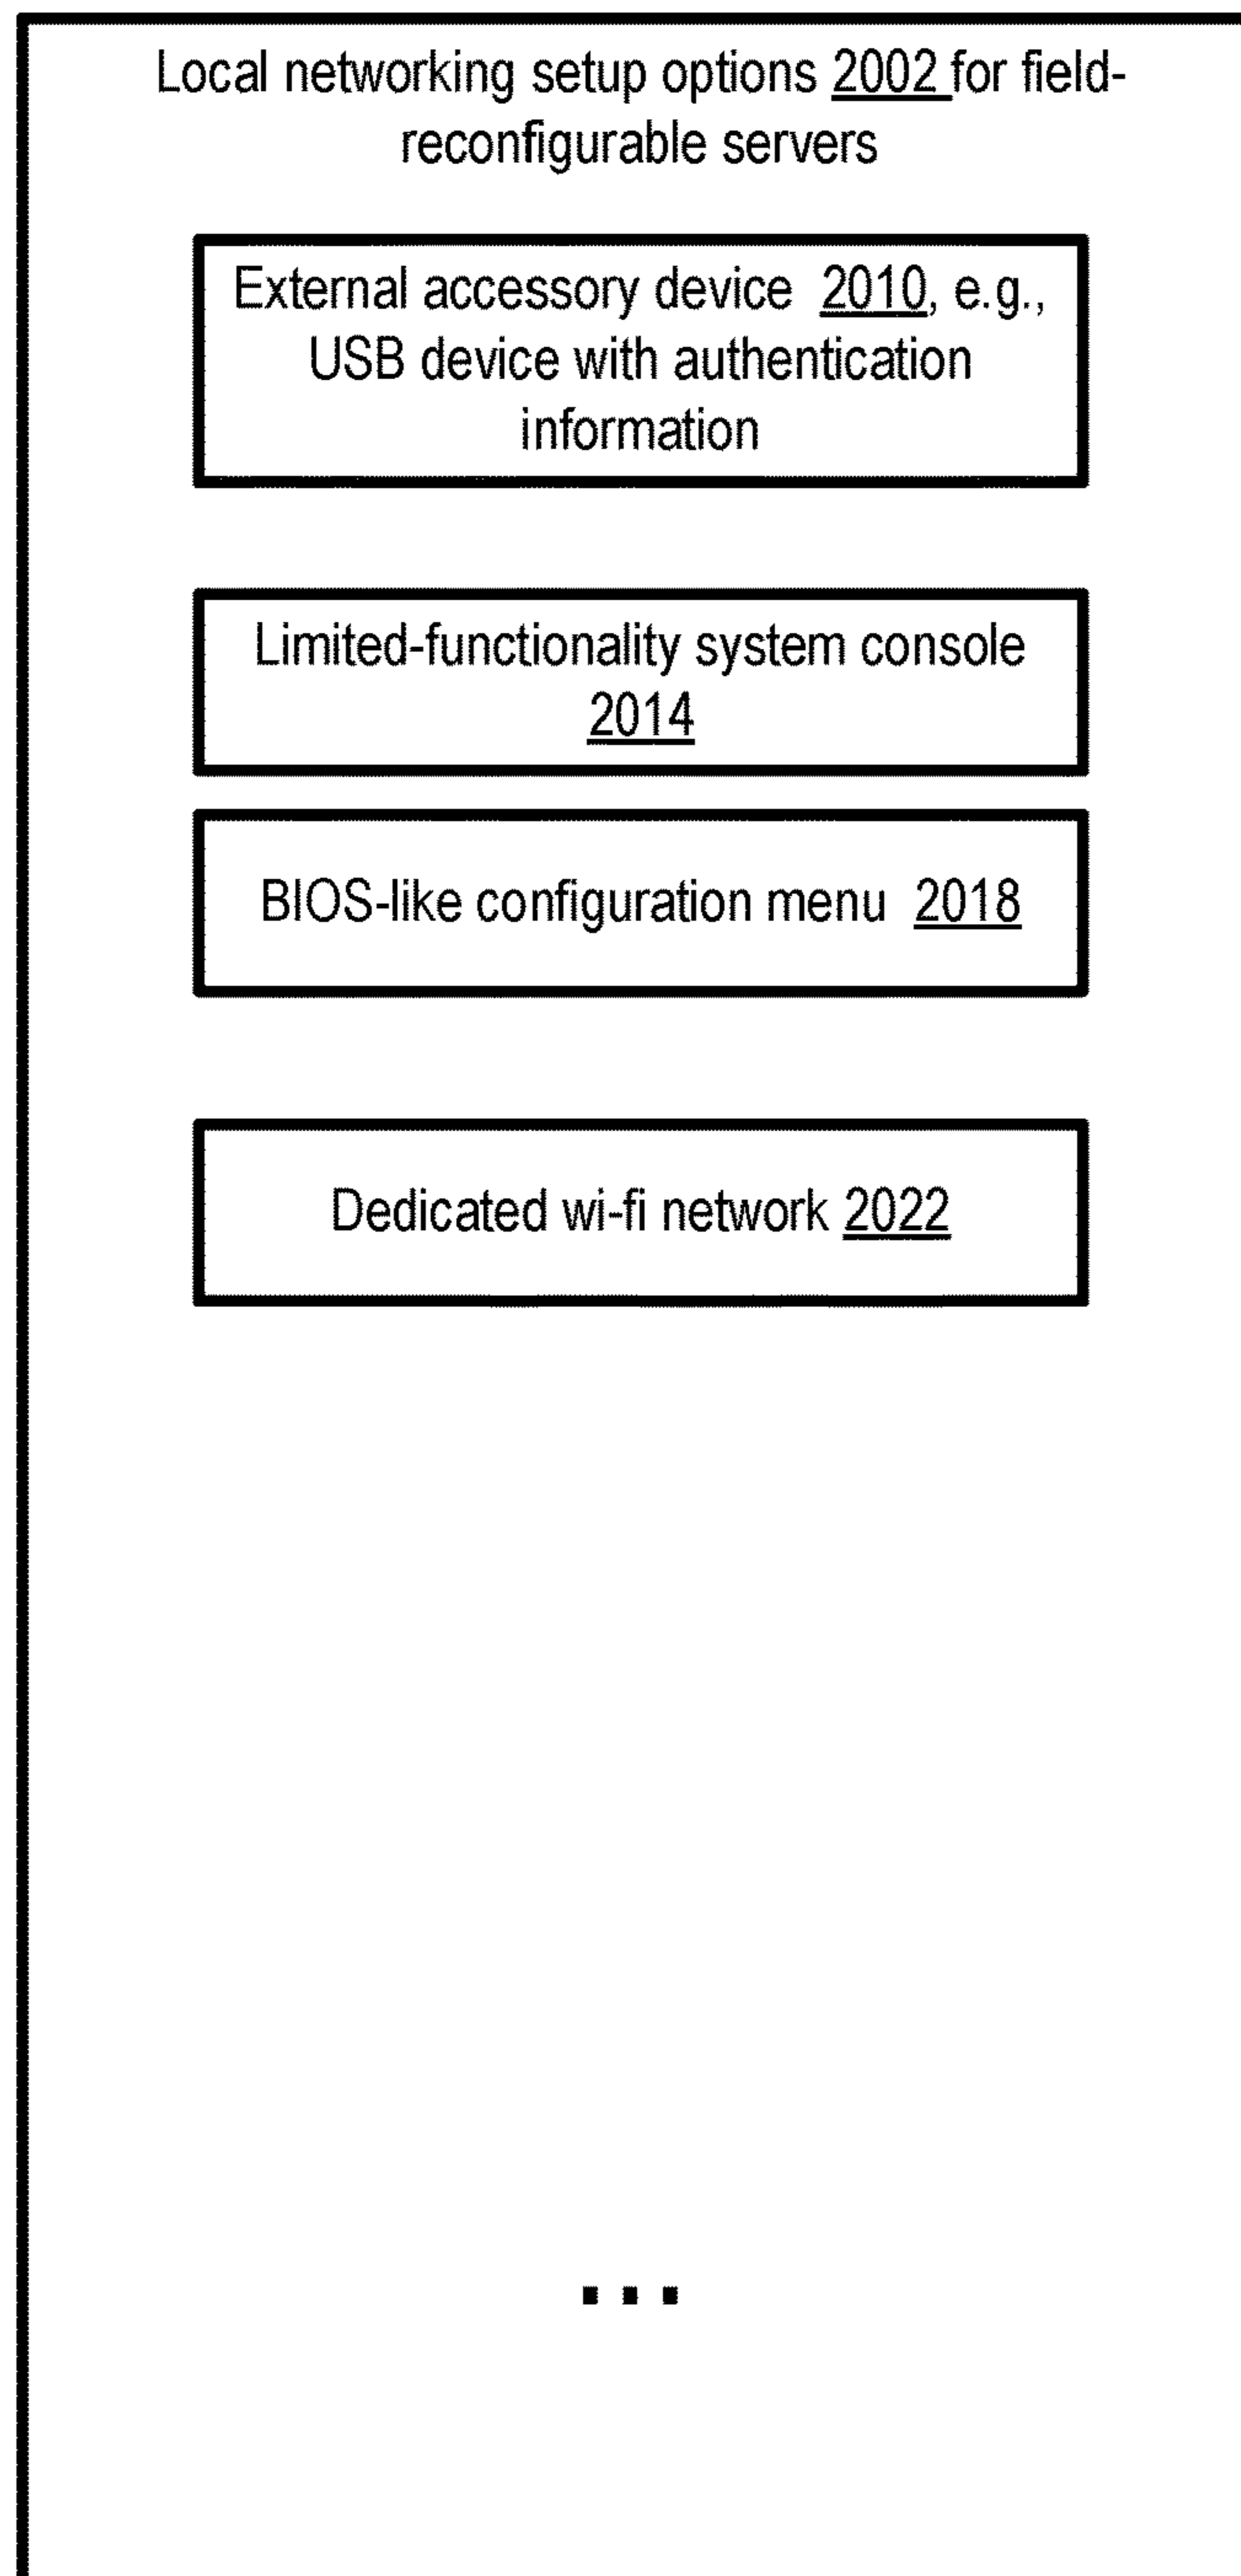 Local networking setup options 2002 for field-
reconfigurable servers
External accessory device 2010, e.g.,
USB device with authentication
information
Limited-functionality system console
2014
BIOS-like configuration menu 2018
Dedicated wi-fi network 2022
...